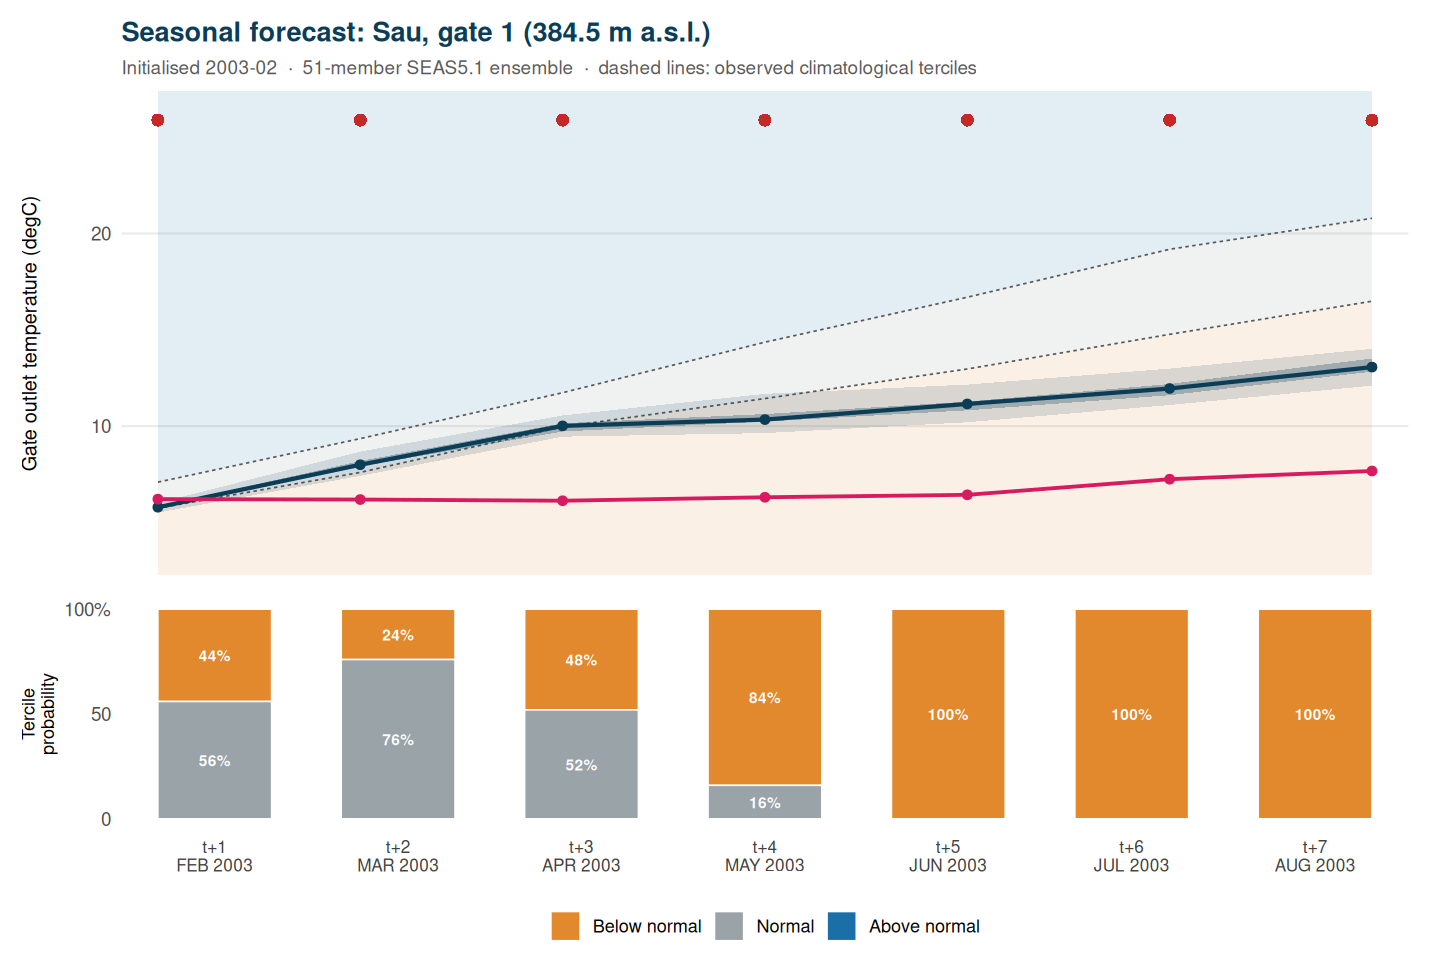 Seasonal forecast: Sau, gate 1 (384.5 m a.s.l.)
Initialised 2003-02 · 51-member SEAS5.1 ensemble · dashed lines: observed climatological terciles
Gate outlet temperature (degC)
20
10
Tercile
probability
100%
50
0
44%
56%
24%
76%
48%
52%
84%
16%
100%
100%
100%
t+1
FEB 2003
t+2
MAR 2003
t+3
APR 2003
t+4
MAY 2003
t+5
JUN 2003
t+6
JUL 2003
t+7
AUG 2003
Below normal
Normal
Above normal